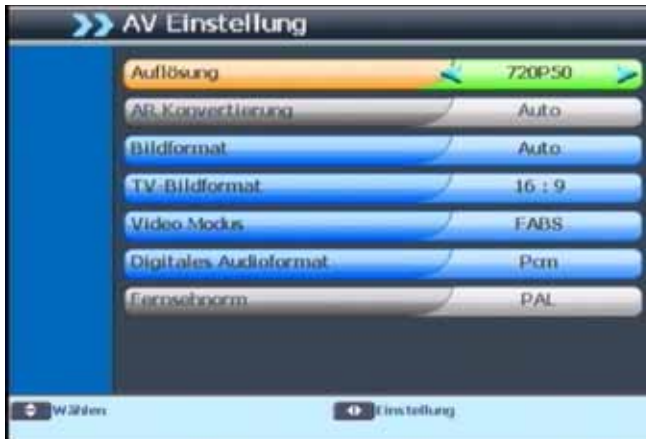 AV Einstellung
Auflösung 720P50
AR Konvertierung Auto
Bildformat Auto
TV-Bildformat 16 : 9
Video Modus FABS
Digitales Audioformat Pcm
Fernsehnorm PAL
Wählen Einstellung